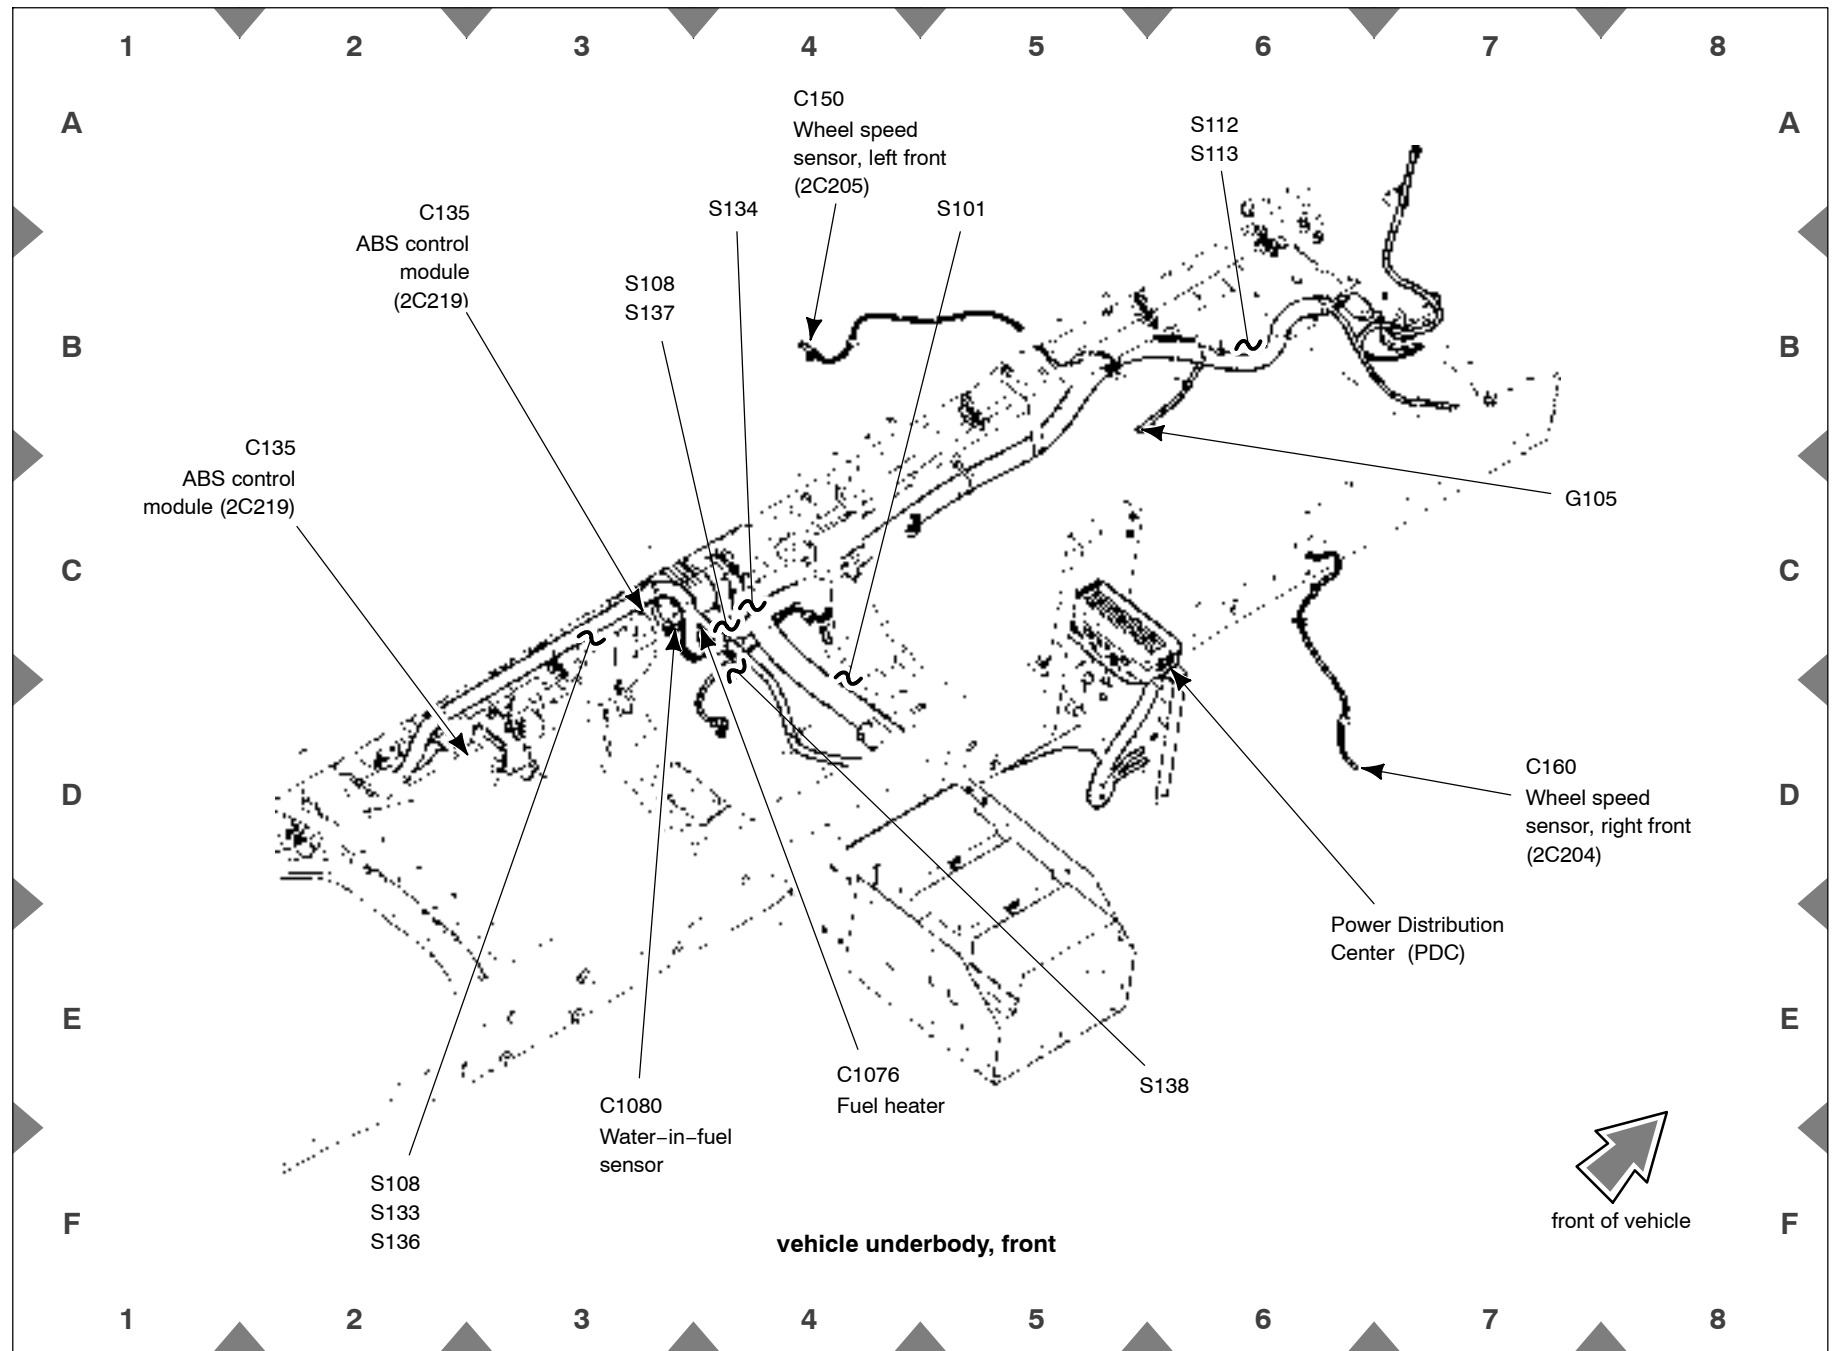 1 2 3 4 5 6 7 8
A A
C150
Wheel speed
sensor, left front
(2C205)
S112
S113
C135
ABS control
module
(2C219)
S134
S101
S108
S137
B B
C135
ABS control
module (2C219)
G105
C C
D D
C160
Wheel speed
sensor, right front
(2C204)
Power Distribution
Center (PDC)
E E
C1076
Fuel heater
S138
C1080
Water-in-fuel
sensor
S108
S133
S136
F F
front of vehicle
vehicle underbody, front
1 2 3 4 5 6 7 8